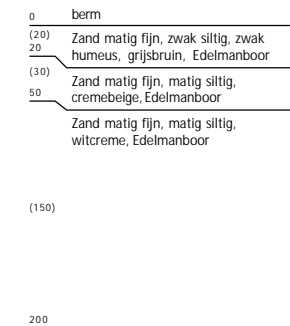 0 berm
(20) Zand matig fijn, zwak siltig, zwak
20 humeus, grijsbruin, Edelmanboor
(30) Zand matig fijn, matig siltig,
50 cremebeige, Edelmanboor
Zand matig fijn, matig siltig,
witcreme, Edelmanboor
(150)
200